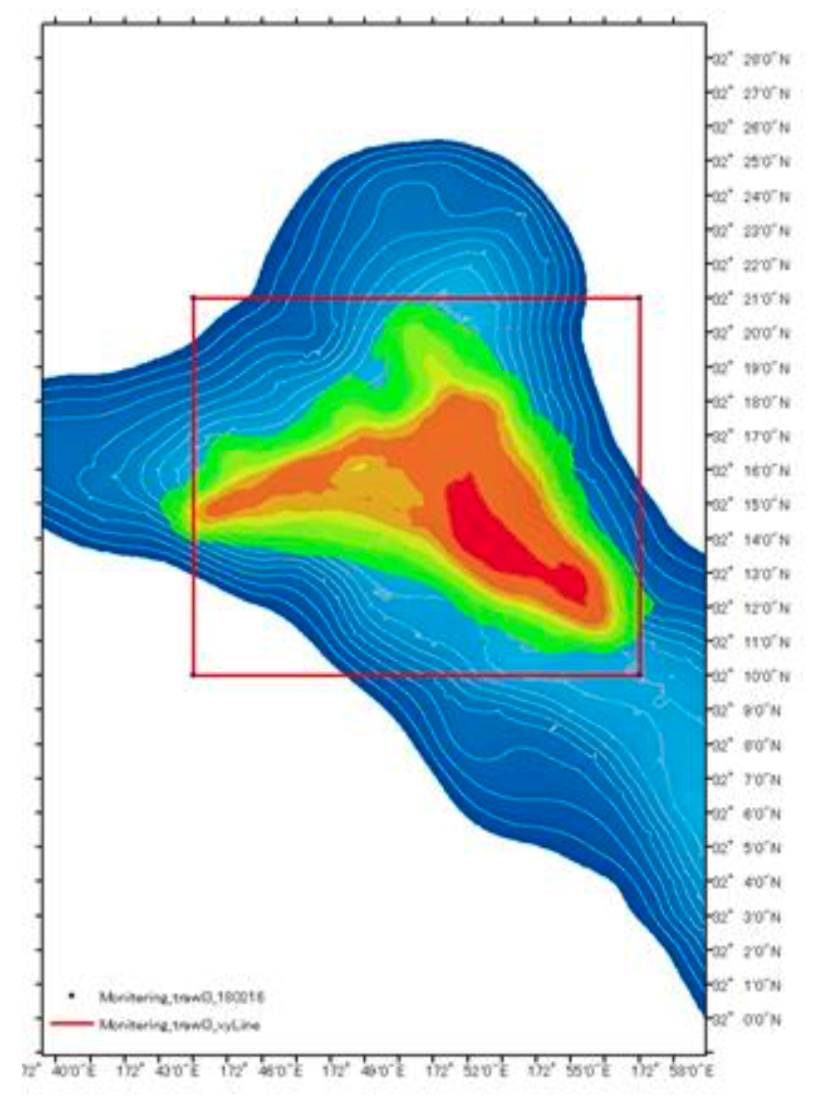 32° 28'0"N
32° 27'0"N
32° 26'0"N
32° 25'0"N
32° 24'0"N
32° 23'0"N
32° 22'0"N
32° 21'0"N
32° 20'0"N
32° 19'0"N
32° 18'0"N
32° 17'0"N
32° 16'0"N
32° 15'0"N
32° 14'0"N
32° 13'0"N
32° 12'0"N
32° 11'0"N
32° 10'0"N
32° 9'0"N
32° 8'0"N
32° 7'0"N
32° 6'0"N
32° 5'0"N
32° 4'0"N
32° 3'0"N
32° 2'0"N
32° 1'0"N
32° 0'0"N
Monitering_trawl3_180216
Monitering_trawl3_xyLine
172° 40'0"E 172° 43'0"E 172° 46'0"E 172° 49'0"E 172° 52'0"E 172° 55'0"E 172° 58'0"E